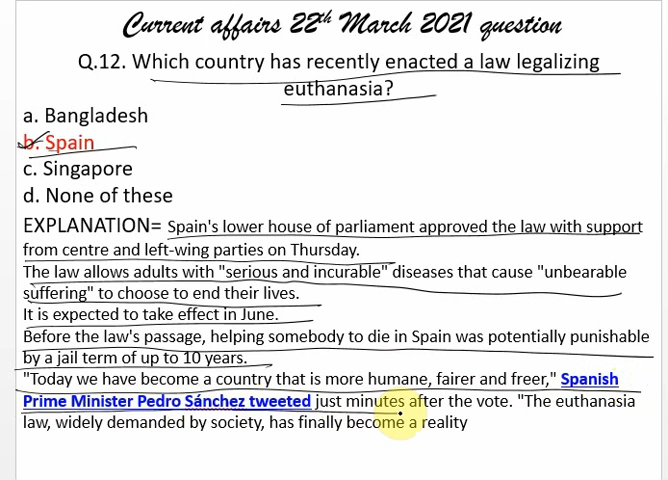 Current affairs 22th March 2021 question
Q.12. Which country has recently enacted a law legalizing
euthanasia?
a. Bangladesh
b. Spain
c. Singapore
d. None of these
EXPLANATION= Spain's lower house of parliament approved the law with support
from centre and left-wing parties on Thursday.
The law allows adults with "serious and incurable" diseases that cause "unbearable
suffering" to choose to end their lives.
It is expected to take effect in June.
Before the law's passage, helping somebody to die in Spain was potentially punishable
by a jail term of up to 10 years.
"Today we have become a country that is more humane, fairer and freer," Spanish
Prime Minister Pedro Sánchez tweeted just minutes after the vote. "The euthanasia
law, widely demanded by society, has finally become a reality